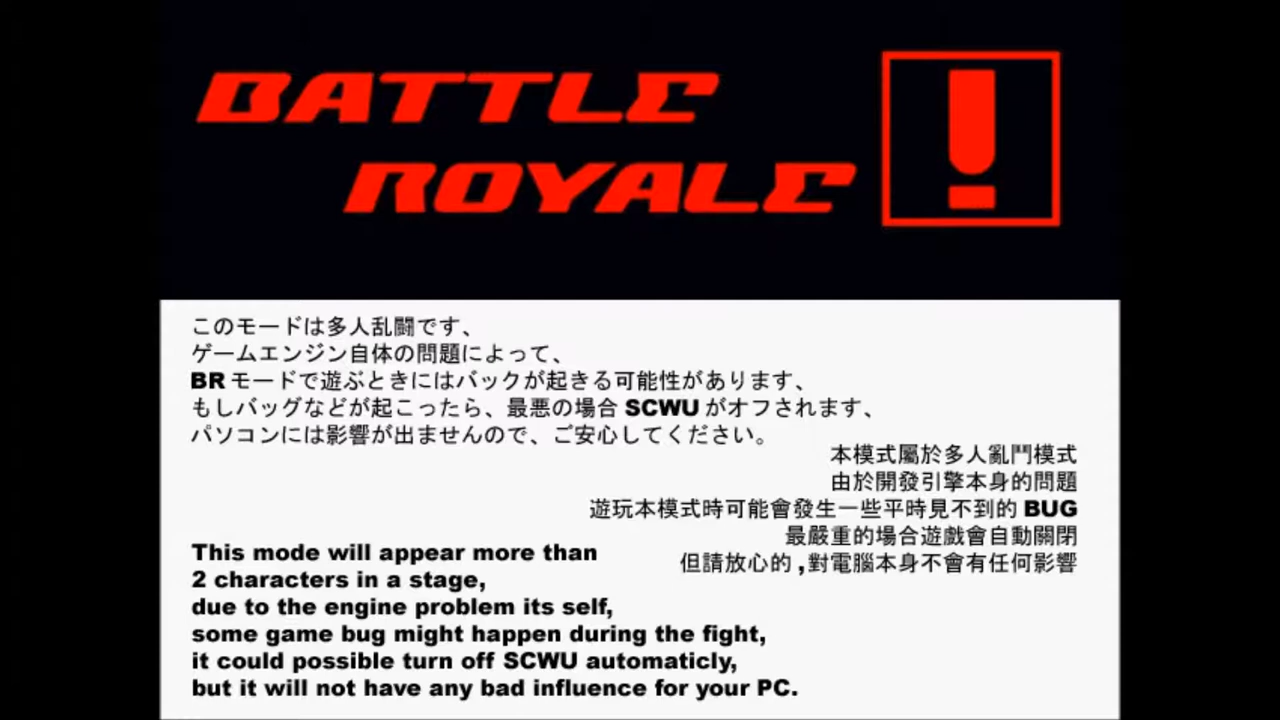 BATTLE
ROYALE
!
このモードは多人乱闘です、
ゲームエンジン自体の問題によって、
BRモードで遊ぶときにはバックが起きる可能性があります、
もしバッグなどが起こったら、最悪の場合 SCWU がオフされます、
パソコンには影響が出ませんので、ご安心してください。
本模式屬於多人亂鬥模式
由於開發引擎本身的問題
遊玩本模式時可能會發生一些平時見不到的 BUG
最嚴重的場合遊戲會自動關閉
但請放心的 ,對電腦本身不會有任何影響
This mode will appear more than
2 characters in a stage,
due to the engine problem its self,
some game bug might happen during the fight,
it could possible turn off SCWU automaticly,
but it will not have any bad influence for your PC.